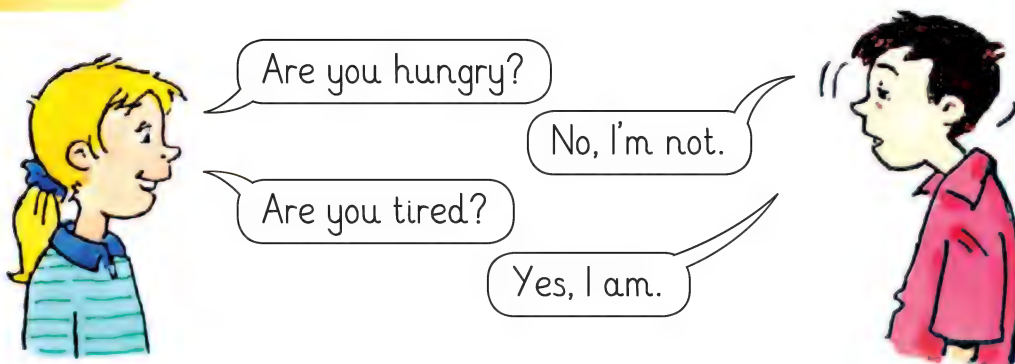 Are you hungry?
No, I'm not.
Are you tired?
Yes, I am.